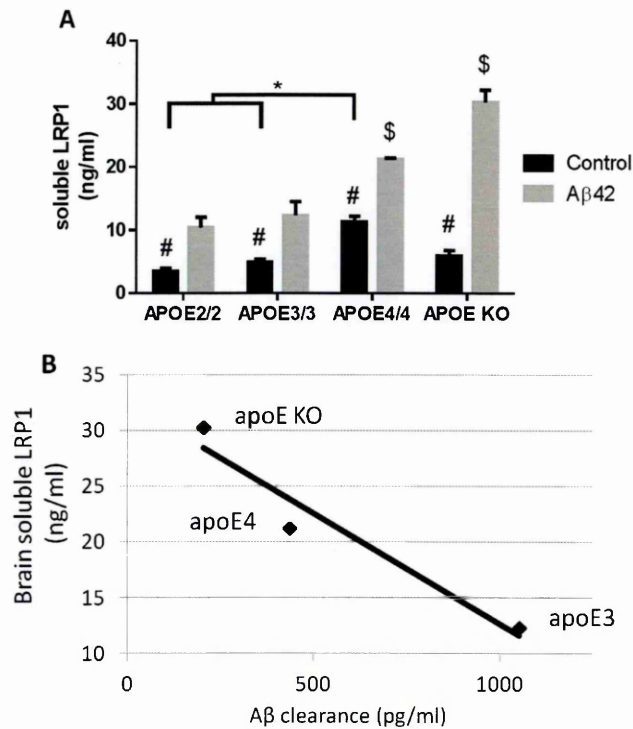 A
40
30
20
10
0
soluble LRP1
(ng/ml)
*
#
#
#
$
#
$
Control
Aβ42
APOE2/2 APOE3/3 APOE4/4 APOE KO
B
35
30
25
20
15
10
Brain soluble LRP1
(ng/ml)
apoE KO
apoE4
apoE3
0 500 1000
Aβ clearance (pg/ml)